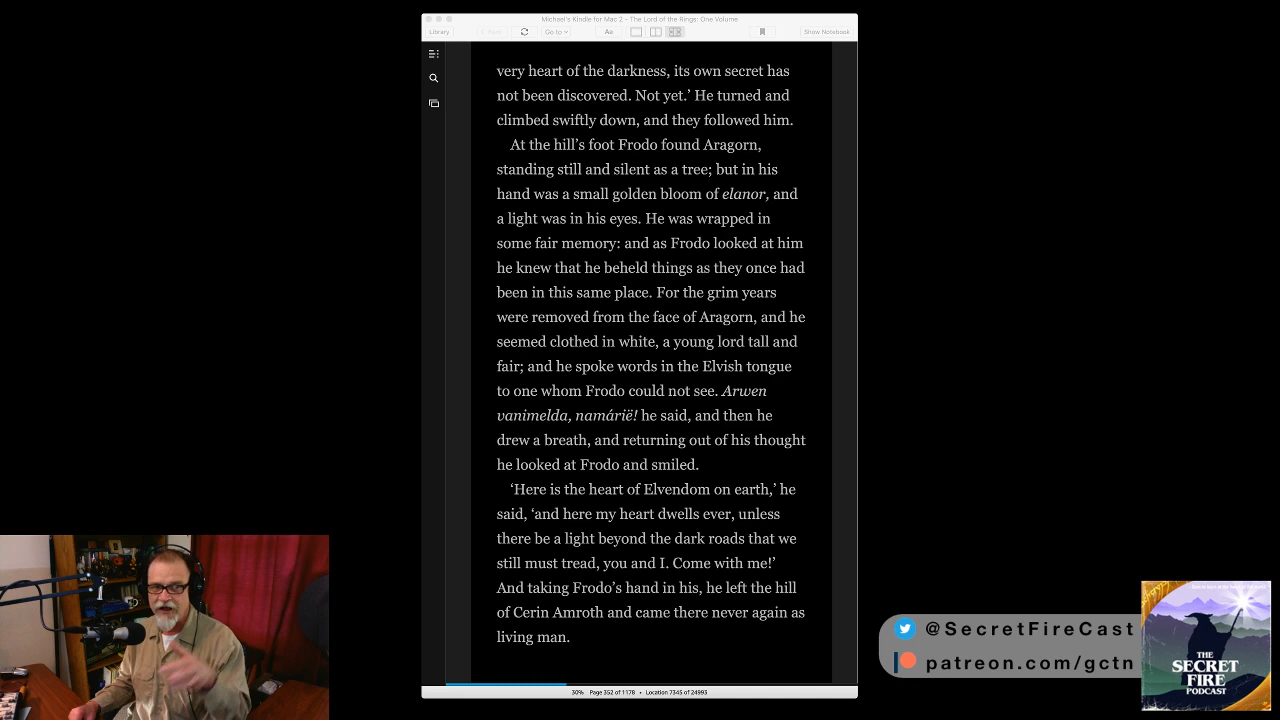 Michael's Kindle for Mac 2 - The Lord of the Rings: One Volume
Library
Go to
Aa
Show Notebook
very heart of the darkness, its own secret has
not been discovered. Not yet.’ He turned and
climbed swiftly down, and they followed him.
At the hill’s foot Frodo found Aragorn,
standing still and silent as a tree; but in his
hand was a small golden bloom of elanor, and
a light was in his eyes. He was wrapped in
some fair memory: and as Frodo looked at him
he knew that he beheld things as they once had
been in this same place. For the grim years
were removed from the face of Aragorn, and he
seemed clothed in white, a young lord tall and
fair; and he spoke words in the Elvish tongue
to one whom Frodo could not see. Arwen
vanimelda, namárië! he said, and then he
drew a breath, and returning out of his thought
he looked at Frodo and smiled.
‘Here is the heart of Elvendom on earth,’ he
said, ‘and here my heart dwells ever, unless
there be a light beyond the dark roads that we
still must tread, you and I. Come with me!’
And taking Frodo’s hand in his, he left the hill
of Cerin Amroth and came there never again as
living man.
30% Page 352 of 1178 • Location 7345 of 24993
@SecretFireCast
patreon.com/gctn
THE
SECRET
FIRE
PODCAST